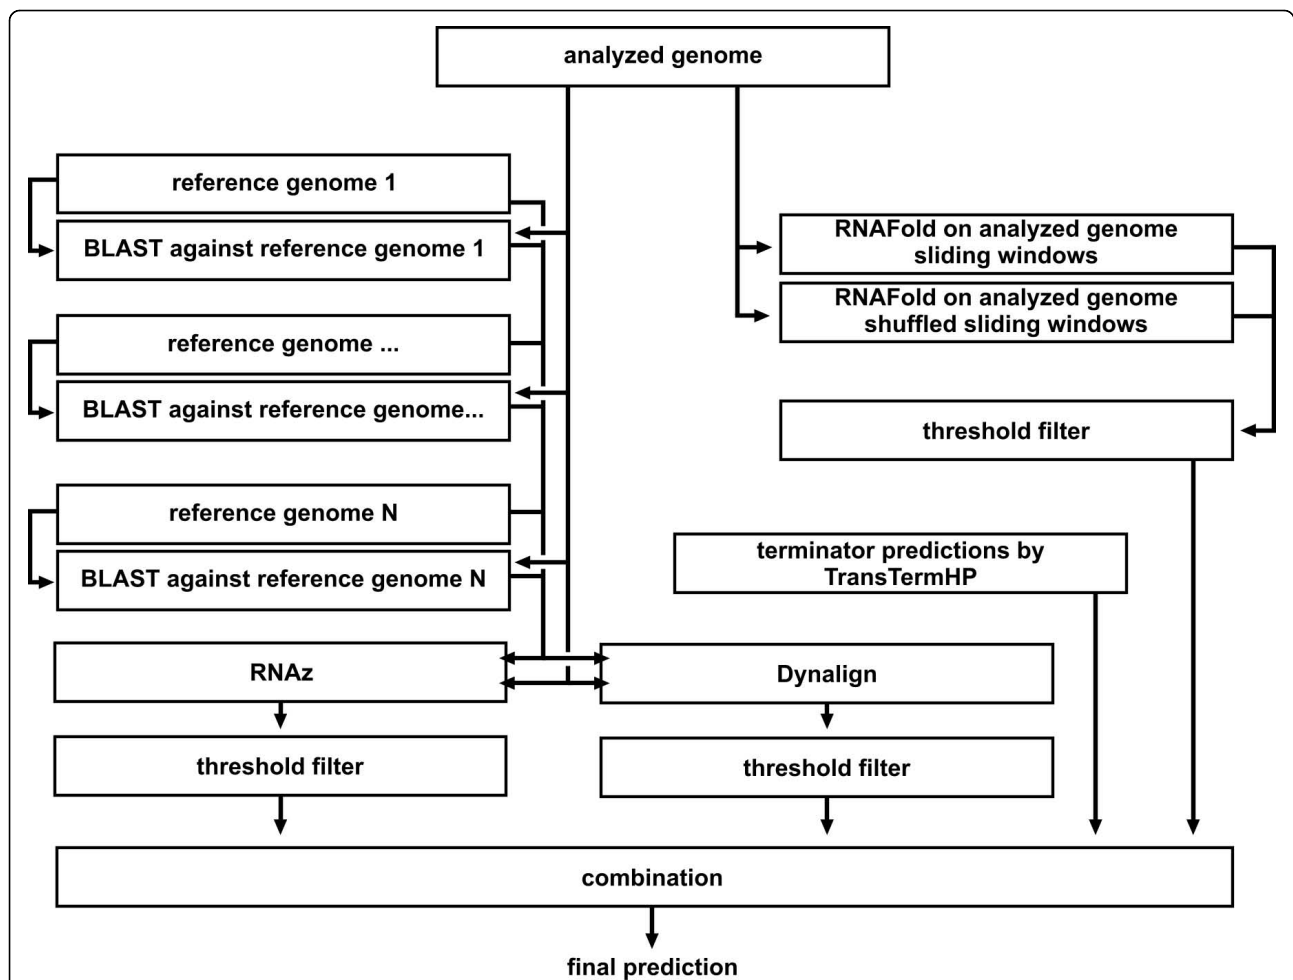 analyzed genome
reference genome 1
BLAST against reference genome 1
reference genome ...
BLAST against reference genome...
reference genome N
BLAST against reference genome N
RNAFold on analyzed genome
sliding windows
RNAFold on analyzed genome
shuffled sliding windows
threshold filter
terminator predictions by
TransTermHP
RNAz
Dynalign
threshold filter
threshold filter
combination
final prediction